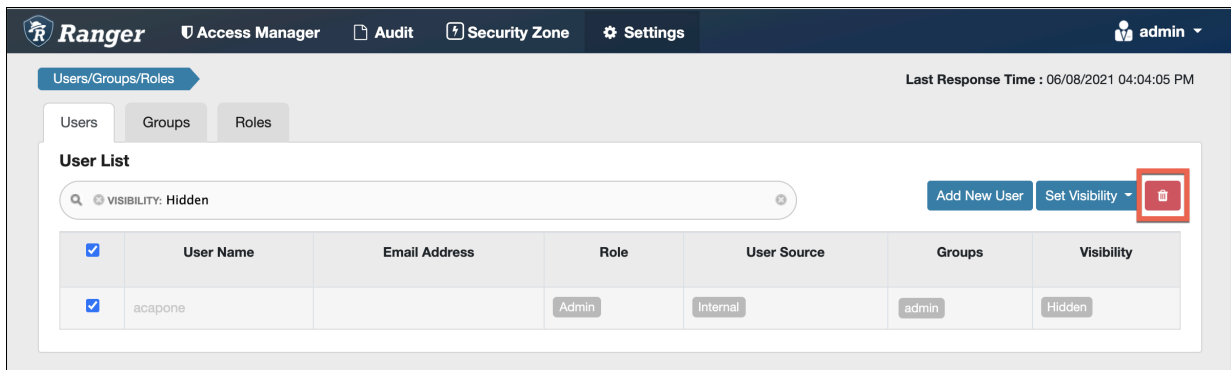 Ranger Access Manager Audit Security Zone Settings admin
Users/Groups/Roles Last Response Time : 06/08/2021 04:04:05 PM
Users Groups Roles
User List
VISIBILITY: Hidden Add New User Set Visibility
User Name Email Address Role User Source Groups Visibility
acapone Admin Internal admin Hidden